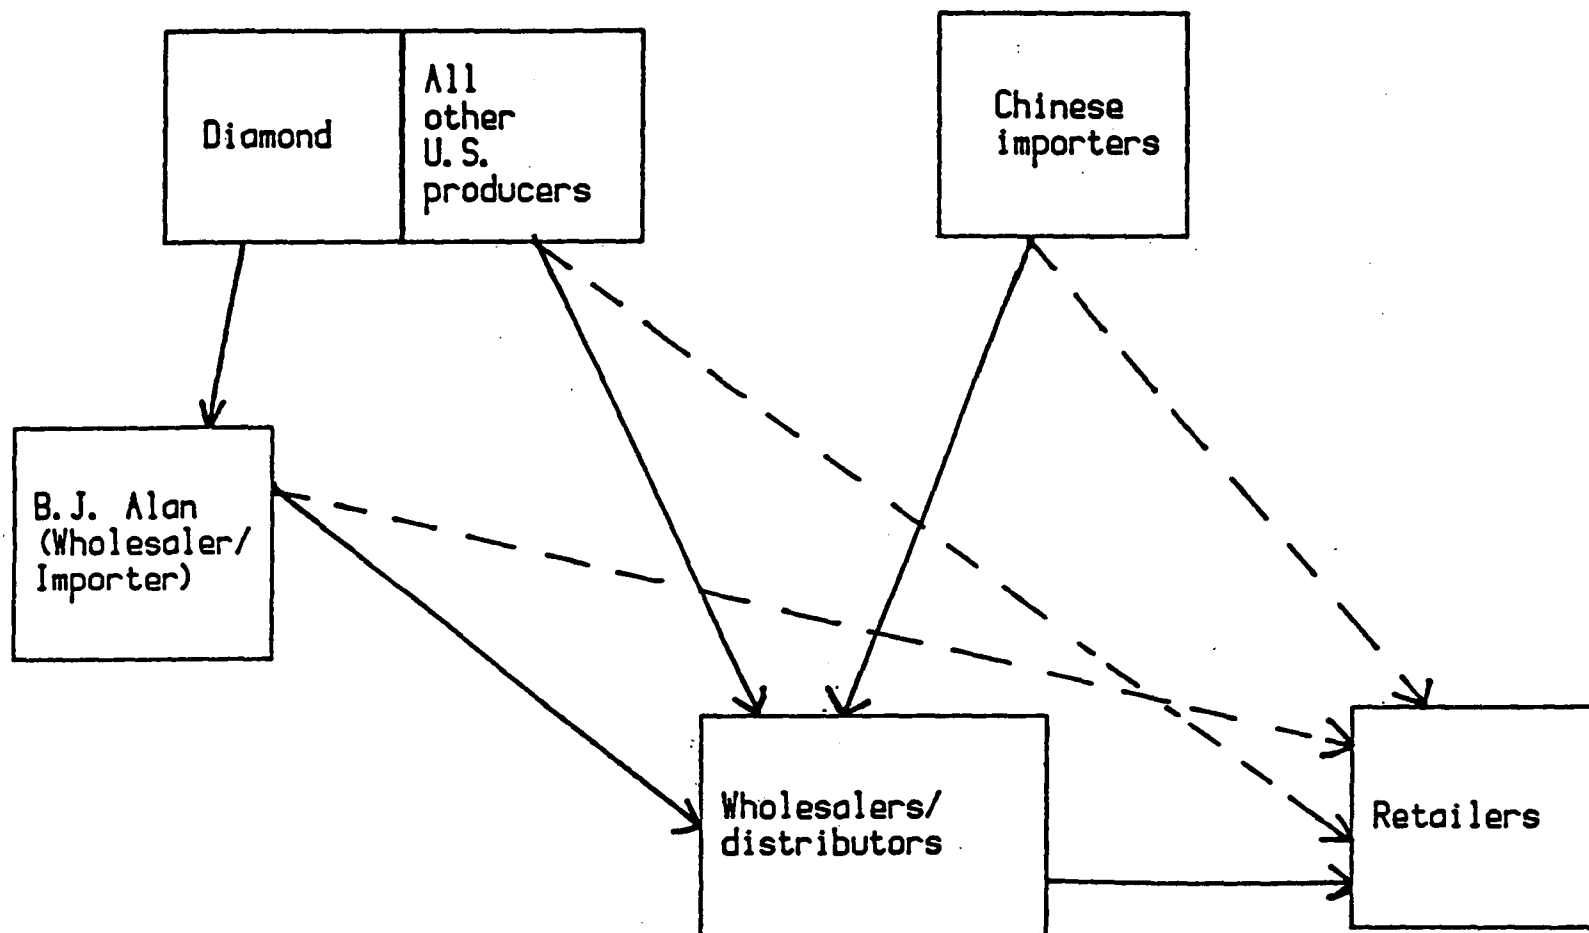 Diamond
All
other
U.S.
producers
Chinese
importers
B.J. Alan
(Wholesaler/
Importer)
Wholesalers/
distributors
Retailers